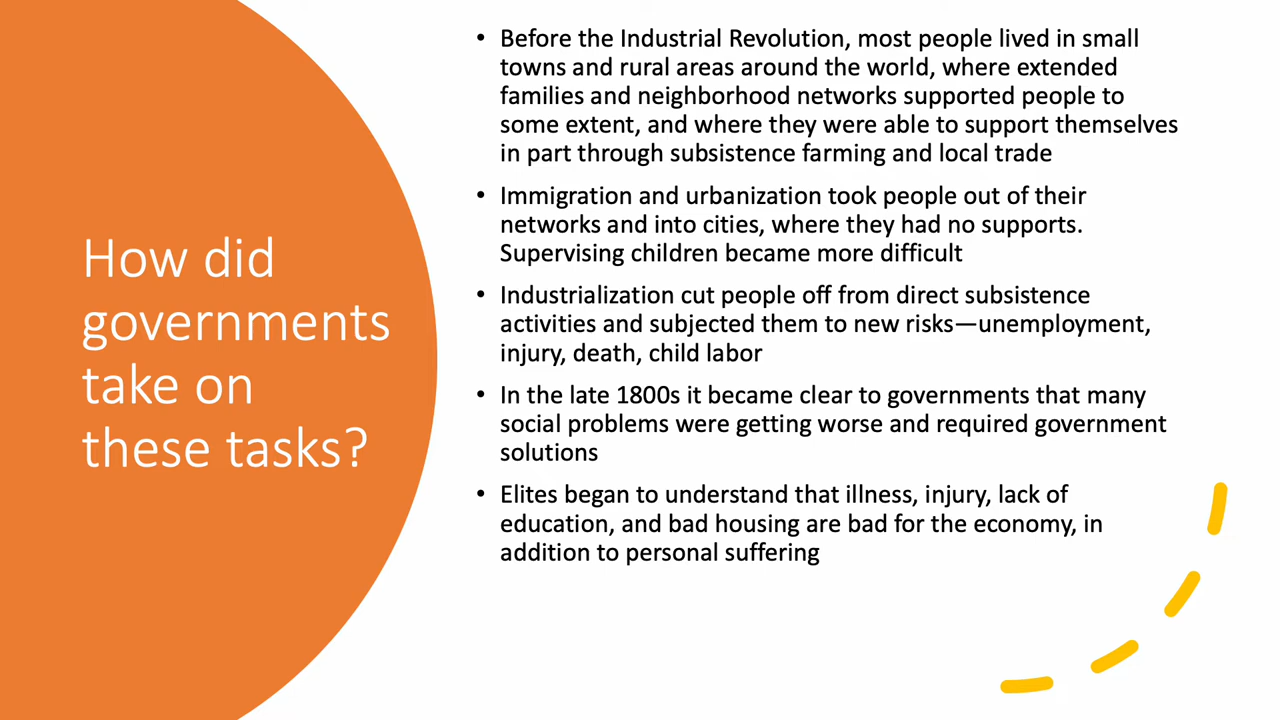 How did
governments
take on
these tasks?
• Before the Industrial Revolution, most people lived in small
towns and rural areas around the world, where extended
families and neighborhood networks supported people to
some extent, and where they were able to support themselves
in part through subsistence farming and local trade
• Immigration and urbanization took people out of their
networks and into cities, where they had no supports.
Supervising children became more difficult
• Industrialization cut people off from direct subsistence
activities and subjected them to new risks—unemployment,
injury, death, child labor
• In the late 1800s it became clear to governments that many
social problems were getting worse and required government
solutions
• Elites began to understand that illness, injury, lack of
education, and bad housing are bad for the economy, in
addition to personal suffering